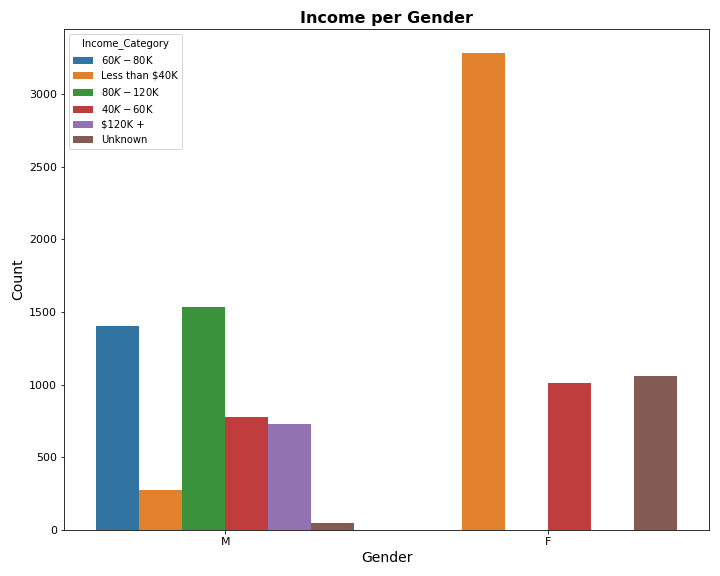 Income per Gender
Income_Category
60K - 80K
Less than $40K
80K - 120K
40K - 60K
$120K +
Unknown
3000
2500
2000
1500
1000
500
0
Count
M
F
Gender